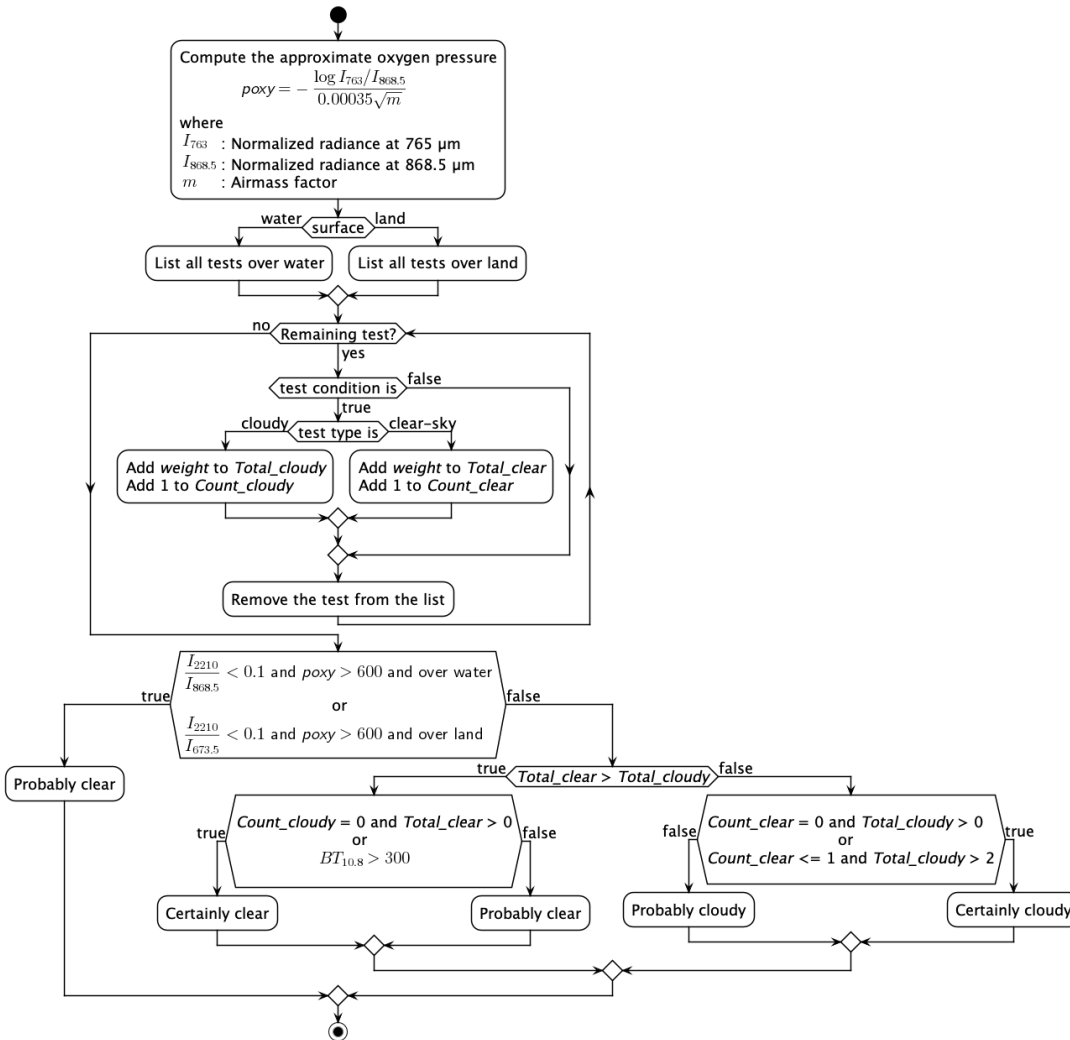 Compute the approximate oxygen pressure
poxy = − log I₇₆₃/I₈₆₈.₅ / 0.00035√m
where
I₇₆₃ : Normalized radiance at 765 µm
I₈₆₈.₅ : Normalized radiance at 868.5 µm
m : Airmass factor
water surface land
List all tests over water List all tests over land
no Remaining test?
yes
test condition is false
true
cloudy test type is clear-sky
Add weight to Total_cloudy
Add 1 to Count_cloudy
Add weight to Total_clear
Add 1 to Count_clear
Remove the test from the list
I₂₂₁₀/I₈₆₈.₅ < 0.1 and poxy > 600 and over water
true or false
I₂₂₁₀/I₆₇₃.₅ < 0.1 and poxy > 600 and over land
Probably clear
true Total_clear > Total_cloudy false
Count_cloudy = 0 and Total_clear > 0
true or false
BT₁₀.₈ > 300
Count_clear = 0 and Total_cloudy > 0
false or true
Count_clear <= 1 and Total_cloudy > 2
Certainly clear Probably clear Probably cloudy Certainly cloudy